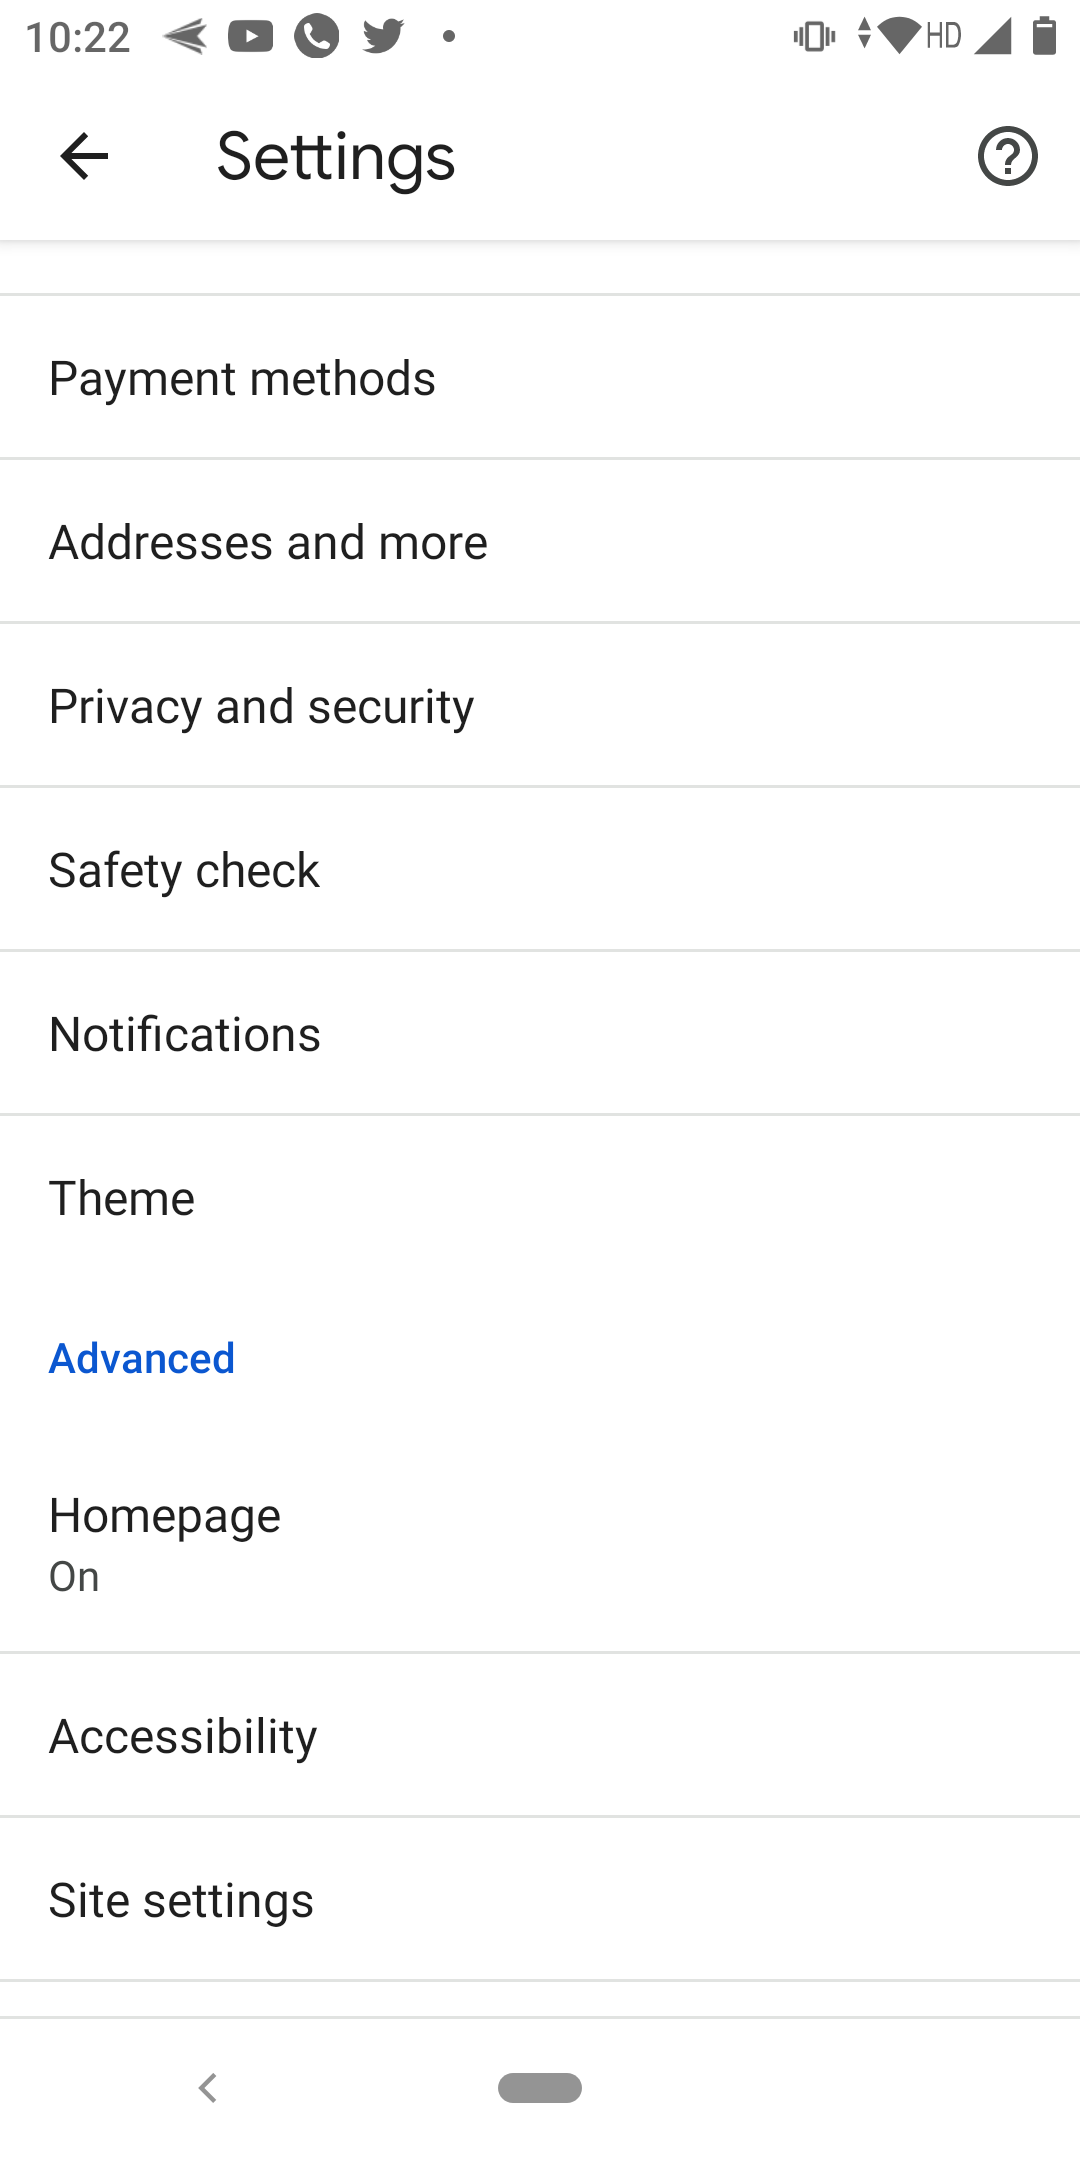 10:22
HD
Settings
Payment methods
Addresses and more
Privacy and security
Safety check
Notifications
Theme
Advanced
Homepage
On
Accessibility
Site settings